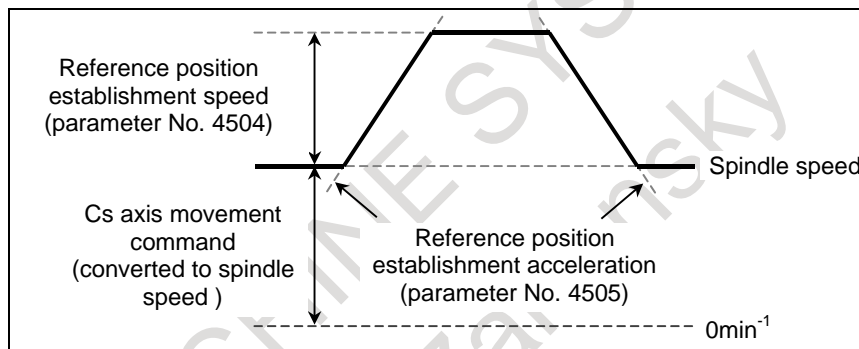 Reference position
establishment speed
(parameter No. 4504)
Spindle speed
Cs axis movement
command
(converted to spindle
speed )
Reference position
establishment acceleration
(parameter No. 4505)
0min-1